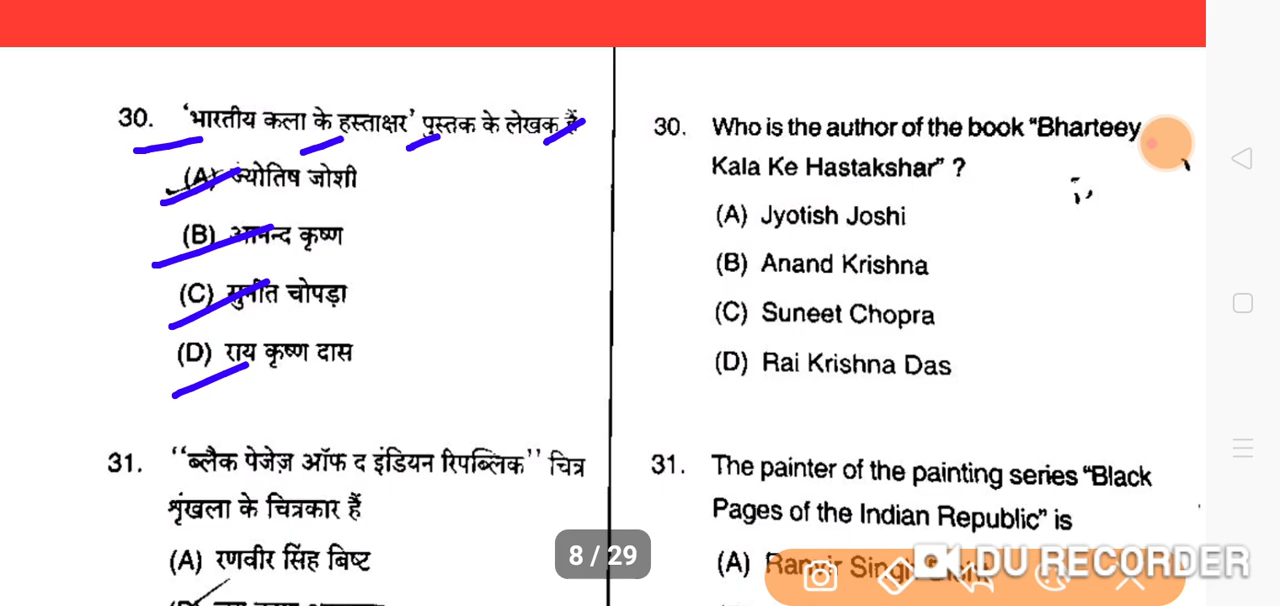 30. ‘भारतीय कला के हस्ताक्षर’ पुस्तक के लेखक हैं
(A) ज्योतिष जोशी
(B) आनन्द कृष्ण
(C) सुनीत चोपड़ा
(D) राय कृष्ण दास
31. ‘‘ब्लैक पेजेज़ ऑफ द इंडियन रिपब्लिक’’ चित्र
शृंखला के चित्रकार हैं
(A) रणवीर सिंह बिष्ट
30. Who is the author of the book “Bharteey
Kala Ke Hastakshar” ?
(A) Jyotish Joshi
(B) Anand Krishna
(C) Suneet Chopra
(D) Rai Krishna Das
31. The painter of the painting series “Black
Pages of the Indian Republic” is
(A) Ranvir Singh
8 / 29
DU RECORDER